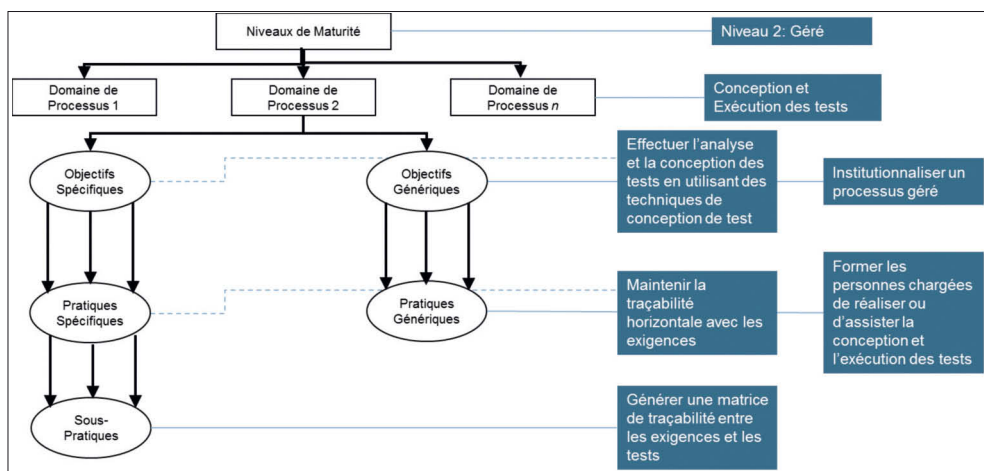 Niveaux de Maturité
Niveau 2: Géré
Domaine de
Processus 1
Domaine de
Processus 2
Domaine de
Processus n
Conception et
Exécution des tests
Objectifs
Spécifiques
Objectifs
Génériques
Effectuer l'analyse
et la conception des
tests en utilisant des
techniques de
conception de test
Institutionnaliser un
processus géré
Pratiques
Spécifiques
Pratiques
Génériques
Maintenir la
traçabilité
horizontale avec les
exigences
Former les
personnes chargées
de réaliser ou
d'assister la
conception et
l'exécution des tests
Sous-
Pratiques
Générer une matrice
de traçabilité entre
les exigences et les
tests